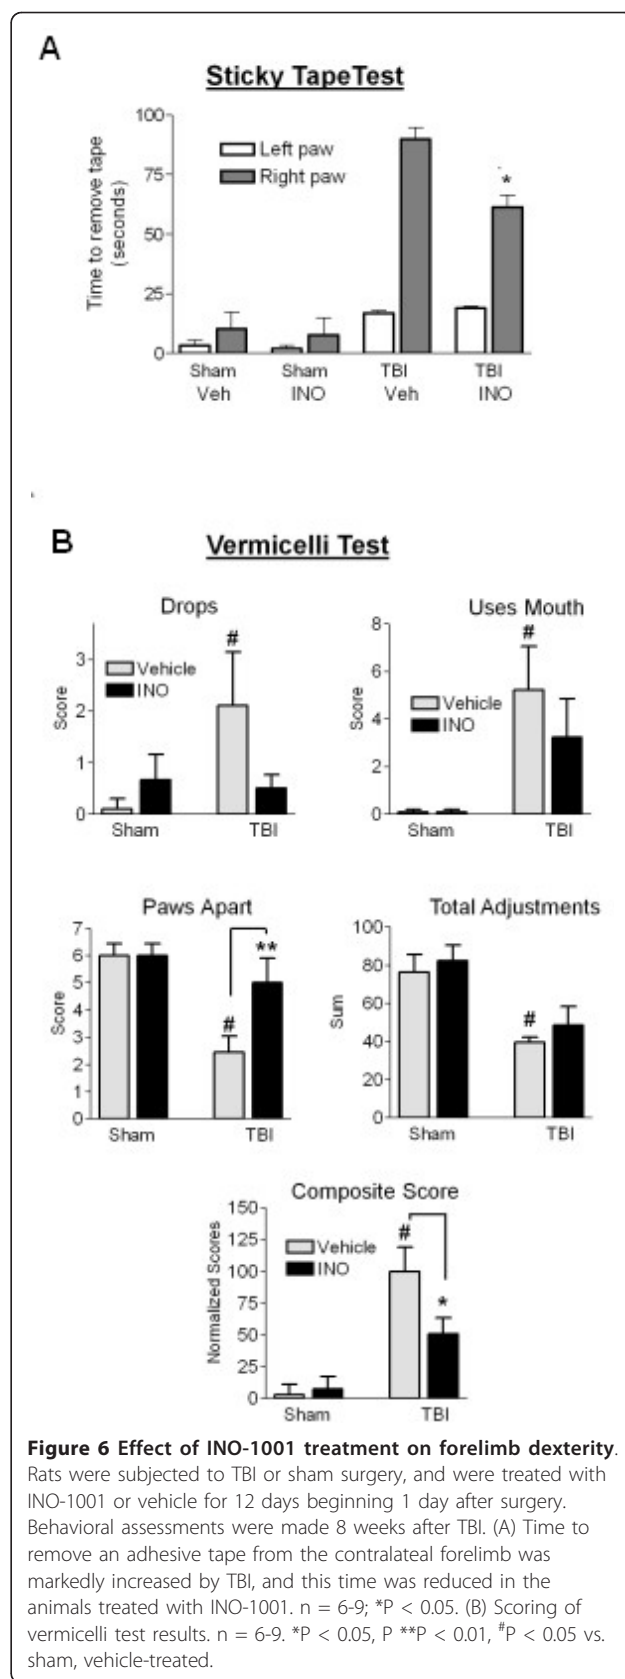 A
Sticky TapeTest
Time to remove tape
(seconds)
100
75
50
25
0
Left paw
Right paw
*
Sham Sham TBI TBI
Veh INO Veh INO
B
Vermicelli Test
Drops
Score
3
2
1
0
Vehicle
INO
#
Sham TBI
Uses Mouth
Score
8
6
4
2
0
Vehicle
INO
#
Sham TBI
Paws Apart
Score
7
6
5
4
3
2
1
0
#
**
Sham TBI
Total Adjustments
Sum
100
80
60
40
20
0
#
Sham TBI
Composite Score
Normalized Scores
150
125
100
75
50
25
0
Vehicle
INO
#
*
Sham TBI
Figure 6 Effect of INO-1001 treatment on forelimb dexterity.
Rats were subjected to TBI or sham surgery, and were treated with
INO-1001 or vehicle for 12 days beginning 1 day after surgery.
Behavioral assessments were made 8 weeks after TBI. (A) Time to
remove an adhesive tape from the contralateal forelimb was
markedly increased by TBI, and this time was reduced in the
animals treated with INO-1001. n = 6-9; *P < 0.05. (B) Scoring of
vermicelli test results. n = 6-9. *P < 0.05, P **P < 0.01, #P < 0.05 vs.
sham, vehicle-treated.